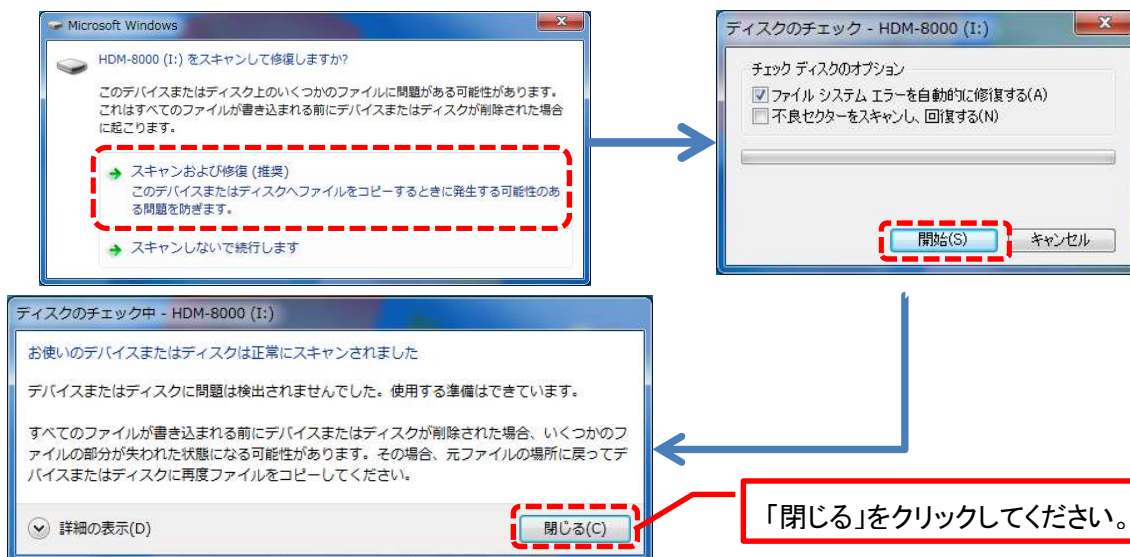 Microsoft Windows
HDM-8000 (I:) をスキャンして修復しますか?
このデバイスまたはディスク上のいくつかのファイルに問題がある可能性があります。
これはすべてのファイルが書き込まれる前にデバイスまたはディスクが削除された場合
に起こります。
スキャンおよび修復 (推奨)
このデバイスまたはディスクへファイルをコピーするときに発生する可能性のあ
る問題を防ぎます。
スキャンしないで続行します
ディスクのチェック - HDM-8000 (I:)
チェック ディスクのオプション
ファイル システム エラーを自動的に修復する(A)
不良セクターをスキャンし、回復する(N)
開始(S)
キャンセル
ディスクのチェック中 - HDM-8000 (I:)
お使いのデバイスまたはディスクは正常にスキャンされました
デバイスまたはディスクに問題は検出されませんでした。使用する準備はできています。
すべてのファイルが書き込まれる前にデバイスまたはディスクが削除された場合、いくつかのフ
ァイルの部分が失われた状態になる可能性があります。その場合、元ファイルの場所に戻ってデ
バイスまたはディスクに再度ファイルをコピーしてください。
詳細の表示(D)
閉じる(C)
「閉じる」をクリックしてください。